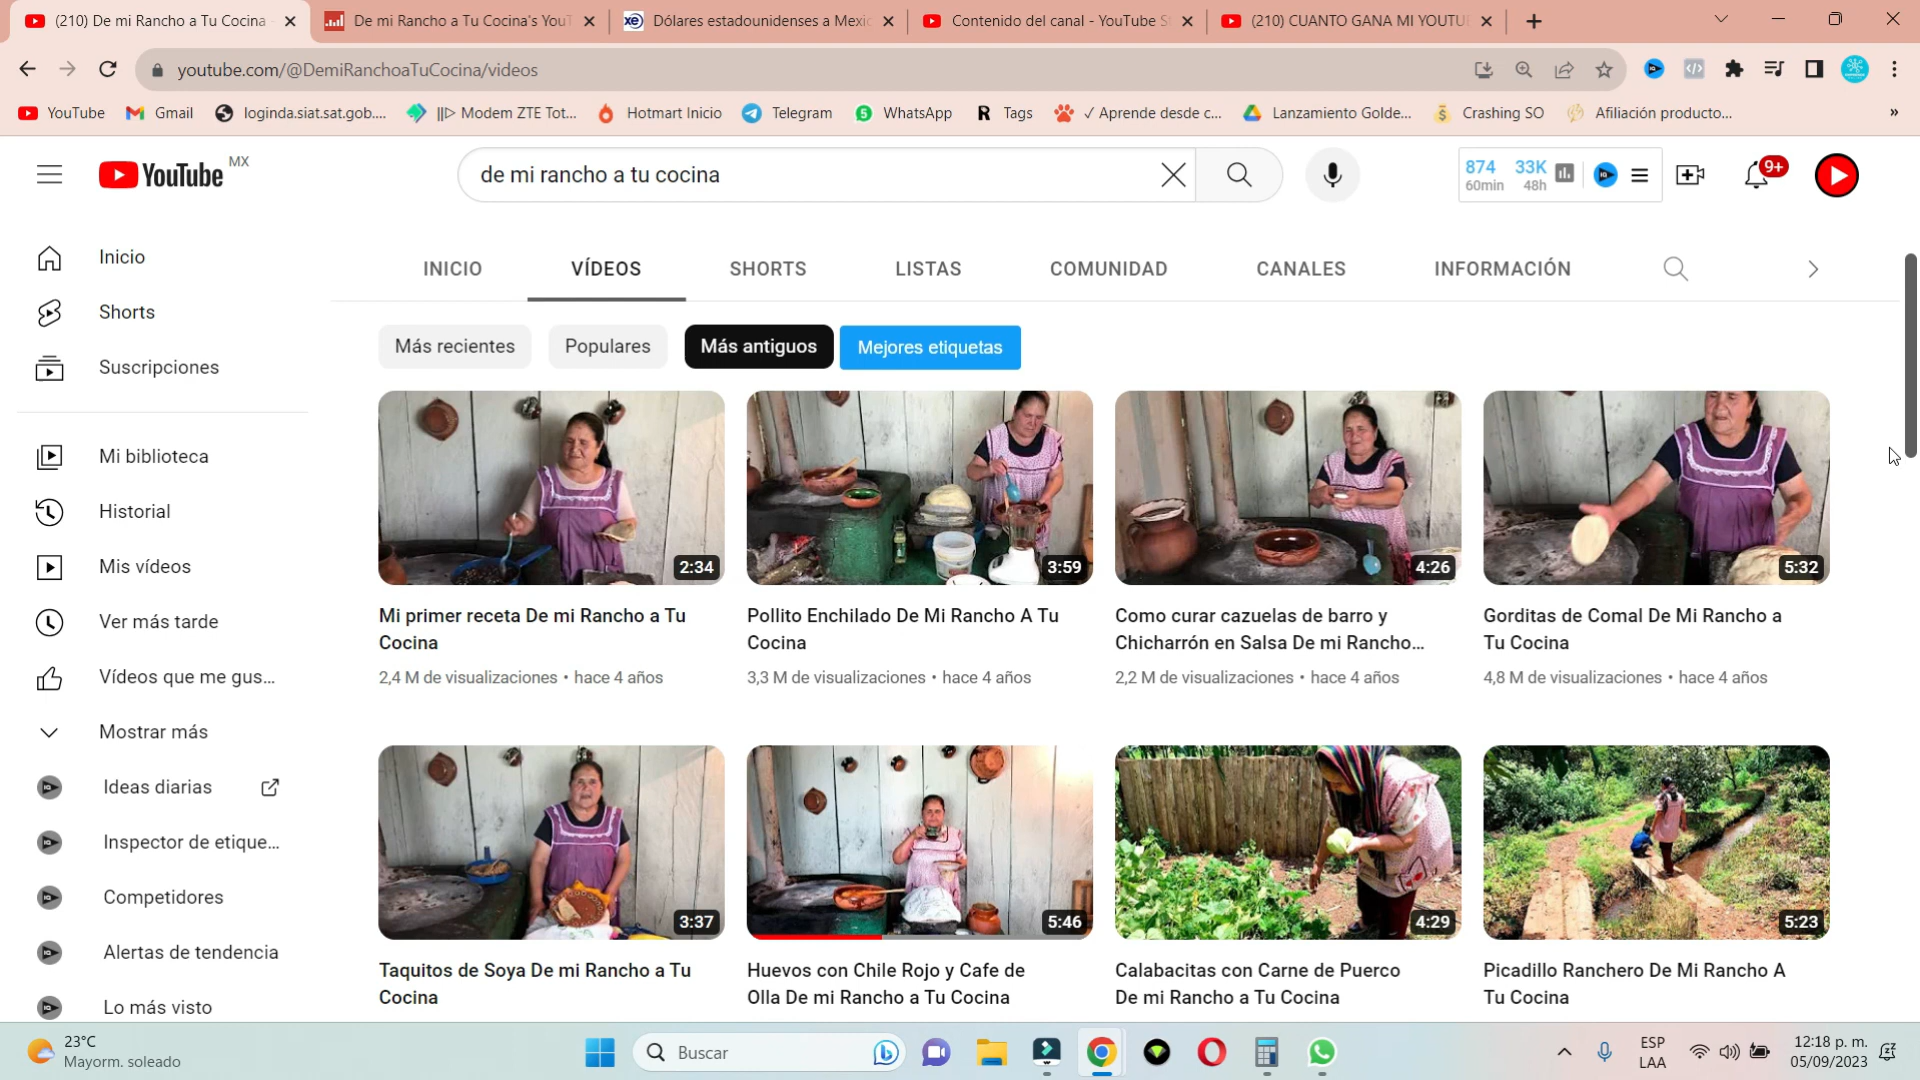 (210) De mi Rancho a Tu Cocina
De mi Rancho a Tu Cocina's YouT
Dólares estadounidenses a Mexic
Contenido del canal - YouTube S
(210) CUANTO GANA MI YOUTU
youtube.com/@DemiRanchoaTuCocina/videos
YouTube
Gmail
loginda.siat.sat.gob....
||▷ Modem ZTE Tot...
Hotmart Inicio
Telegram
WhatsApp
Tags
✓ Aprende desde c...
Lanzamiento Golde...
Crashing SO
Afiliación producto...
»
YouTube MX
de mi rancho a tu cocina
874 33K
60min 48h
9+
Inicio
Shorts
Suscripciones
Mi biblioteca
Historial
Mis vídeos
Ver más tarde
Vídeos que me gus...
Mostrar más
Ideas diarias
Inspector de etique...
Competidores
Alertas de tendencia
Lo más visto
INICIO VÍDEOS SHORTS LISTAS COMUNIDAD CANALES INFORMACIÓN
Más recientes Populares Más antiguos Mejores etiquetas
2:34
Mi primer receta De mi Rancho a Tu
Cocina
2,4 M de visualizaciones • hace 4 años
3:59
Pollito Enchilado De Mi Rancho A Tu
Cocina
3,3 M de visualizaciones • hace 4 años
4:26
Como curar cazuelas de barro y
Chicharrón en Salsa De mi Rancho...
2,2 M de visualizaciones • hace 4 años
5:32
Gorditas de Comal De Mi Rancho a
Tu Cocina
4,8 M de visualizaciones • hace 4 años
3:37
Taquitos de Soya De mi Rancho a Tu
Cocina
5:46
Huevos con Chile Rojo y Cafe de
Olla De mi Rancho a Tu Cocina
4:29
Calabacitas con Carne de Puerco
De mi Rancho a Tu Cocina
5:23
Picadillo Ranchero De Mi Rancho A
Tu Cocina
23°C
Mayorm. soleado
Buscar
ESP
LAA
12:18 p. m.
05/09/2023